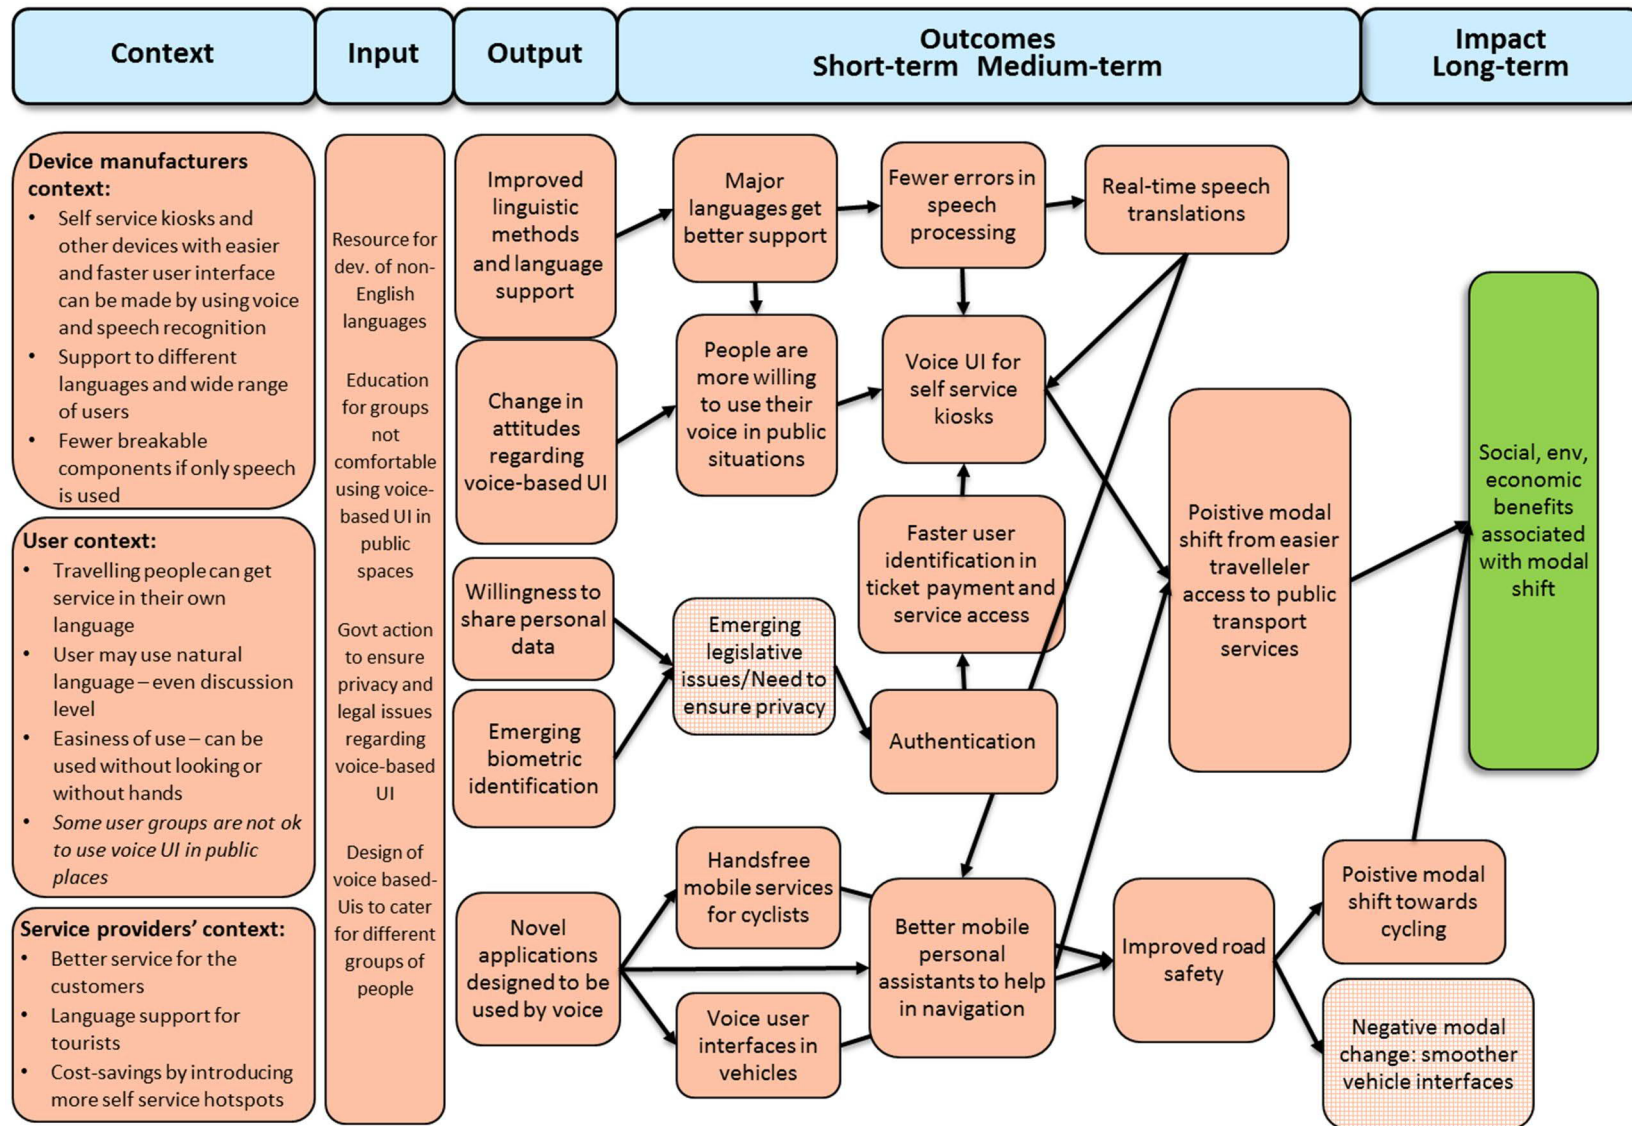 Context
Input
Output
Outcomes
Short-term Medium-term
Impact
Long-term
Device manufacturers
context:
• Self service kiosks and
other devices with easier
and faster user interface
can be made by using voice
and speech recognition
• Support to different
languages and wide range
of users
• Fewer breakable
components if only speech
is used
User context:
• Travelling people can get
service in their own
language
• User may use natural
language – even discussion
level
• Easiness of use – can be
used without looking or
without hands
• Some user groups are not ok
to use voice UI in public
places
Service providers' context:
• Better service for the
customers
• Language support for
tourists
• Cost-savings by introducing
more self service hotspots
Resource for
dev. of non-
English
languages
Education
for groups
not
comfortable
using voice-
based UI in
public
spaces
Govt action
to ensure
privacy and
legal issues
regarding
voice-based
UI
Design of
voice based-
Uis to cater
for different
groups of
people
Improved
linguistic
methods
and language
support
Change in
attitudes
regarding
voice-based UI
Willingness to
share personal
data
Emerging
biometric
identification
Novel
applications
designed to be
used by voice
Major
languages get
better support
People are
more willing
to use their
voice in public
situations
Emerging
legislative
issues/Need to
ensure privacy
Handsfree
mobile services
for cyclists
Voice user
interfaces in
vehicles
Fewer errors in
speech
processing
Voice UI for
self service
kiosks
Faster user
identification in
ticket payment and
service access
Authentication
Better mobile
personal
assistants to help
in navigation
Real-time speech
translations
Poistive modal
shift from easier
travelleler
access to public
transport
services
Improved road
safety
Poistive modal
shift towards
cycling
Negative modal
change: smoother
vehicle interfaces
Social, env,
economic
benefits
associated
with modal
shift